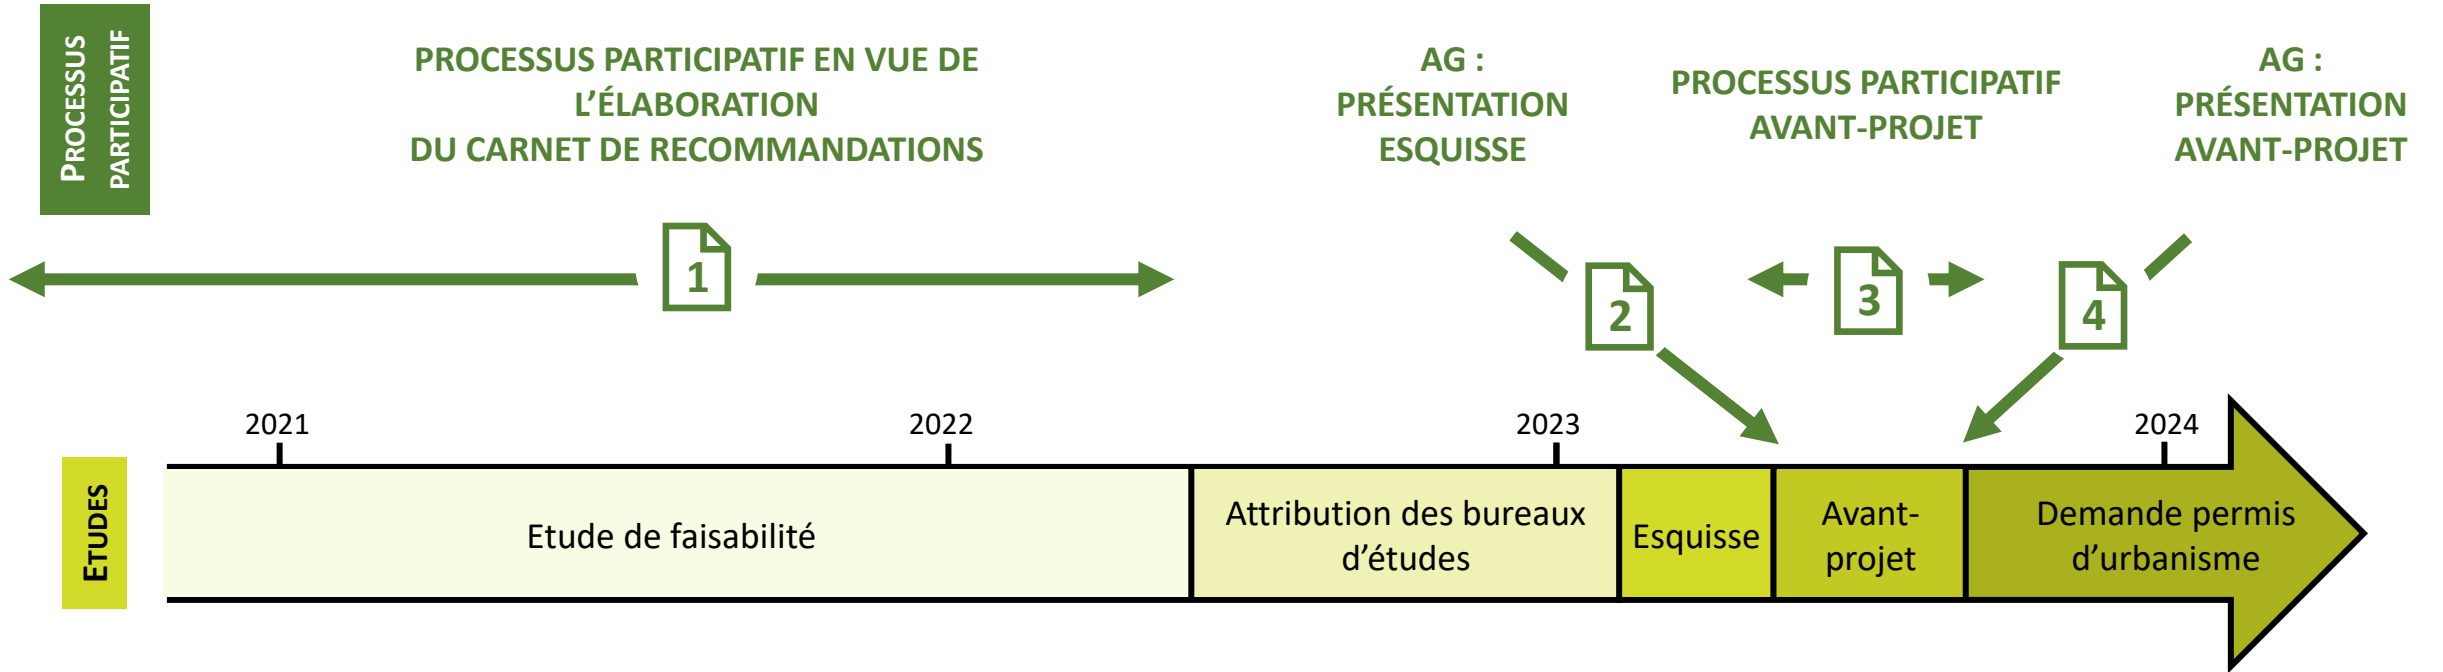 PROCESSUS
PARTICIPATIF
PROCESSUS PARTICIPATIF EN VUE DE
L'ÉLABORATION
DU CARNET DE RECOMMANDATIONS
AG :
PRÉSENTATION
ESQUISSE
PROCESSUS PARTICIPATIF
AVANT-PROJET
AG :
PRÉSENTATION
AVANT-PROJET
1
2
3
4
2021
2022
2023
2024
ETUDES
Etude de faisabilité
Attribution des bureaux
d'études
Esquisse
Avant-
projet
Demande permis
d'urbanisme